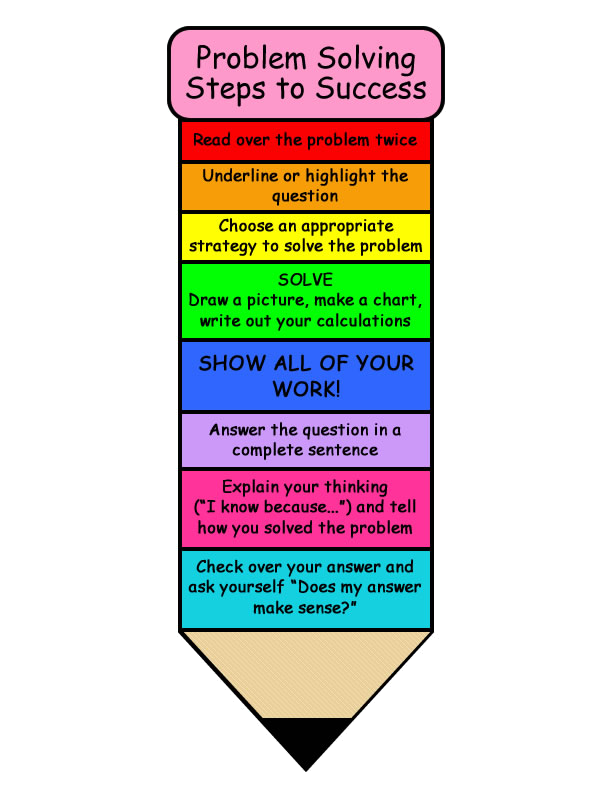 Problem Solving
Steps to Success
Read over the problem twice
Underline or highlight the
question
Choose an appropriate
strategy to solve the problem
SOLVE
Draw a picture, make a chart,
write out your calculations
SHOW ALL OF YOUR
WORK!
Answer the question in a
complete sentence
Explain your thinking
(“I know because...”) and tell
how you solved the problem
Check over your answer and
ask yourself “Does my answer
make sense?”